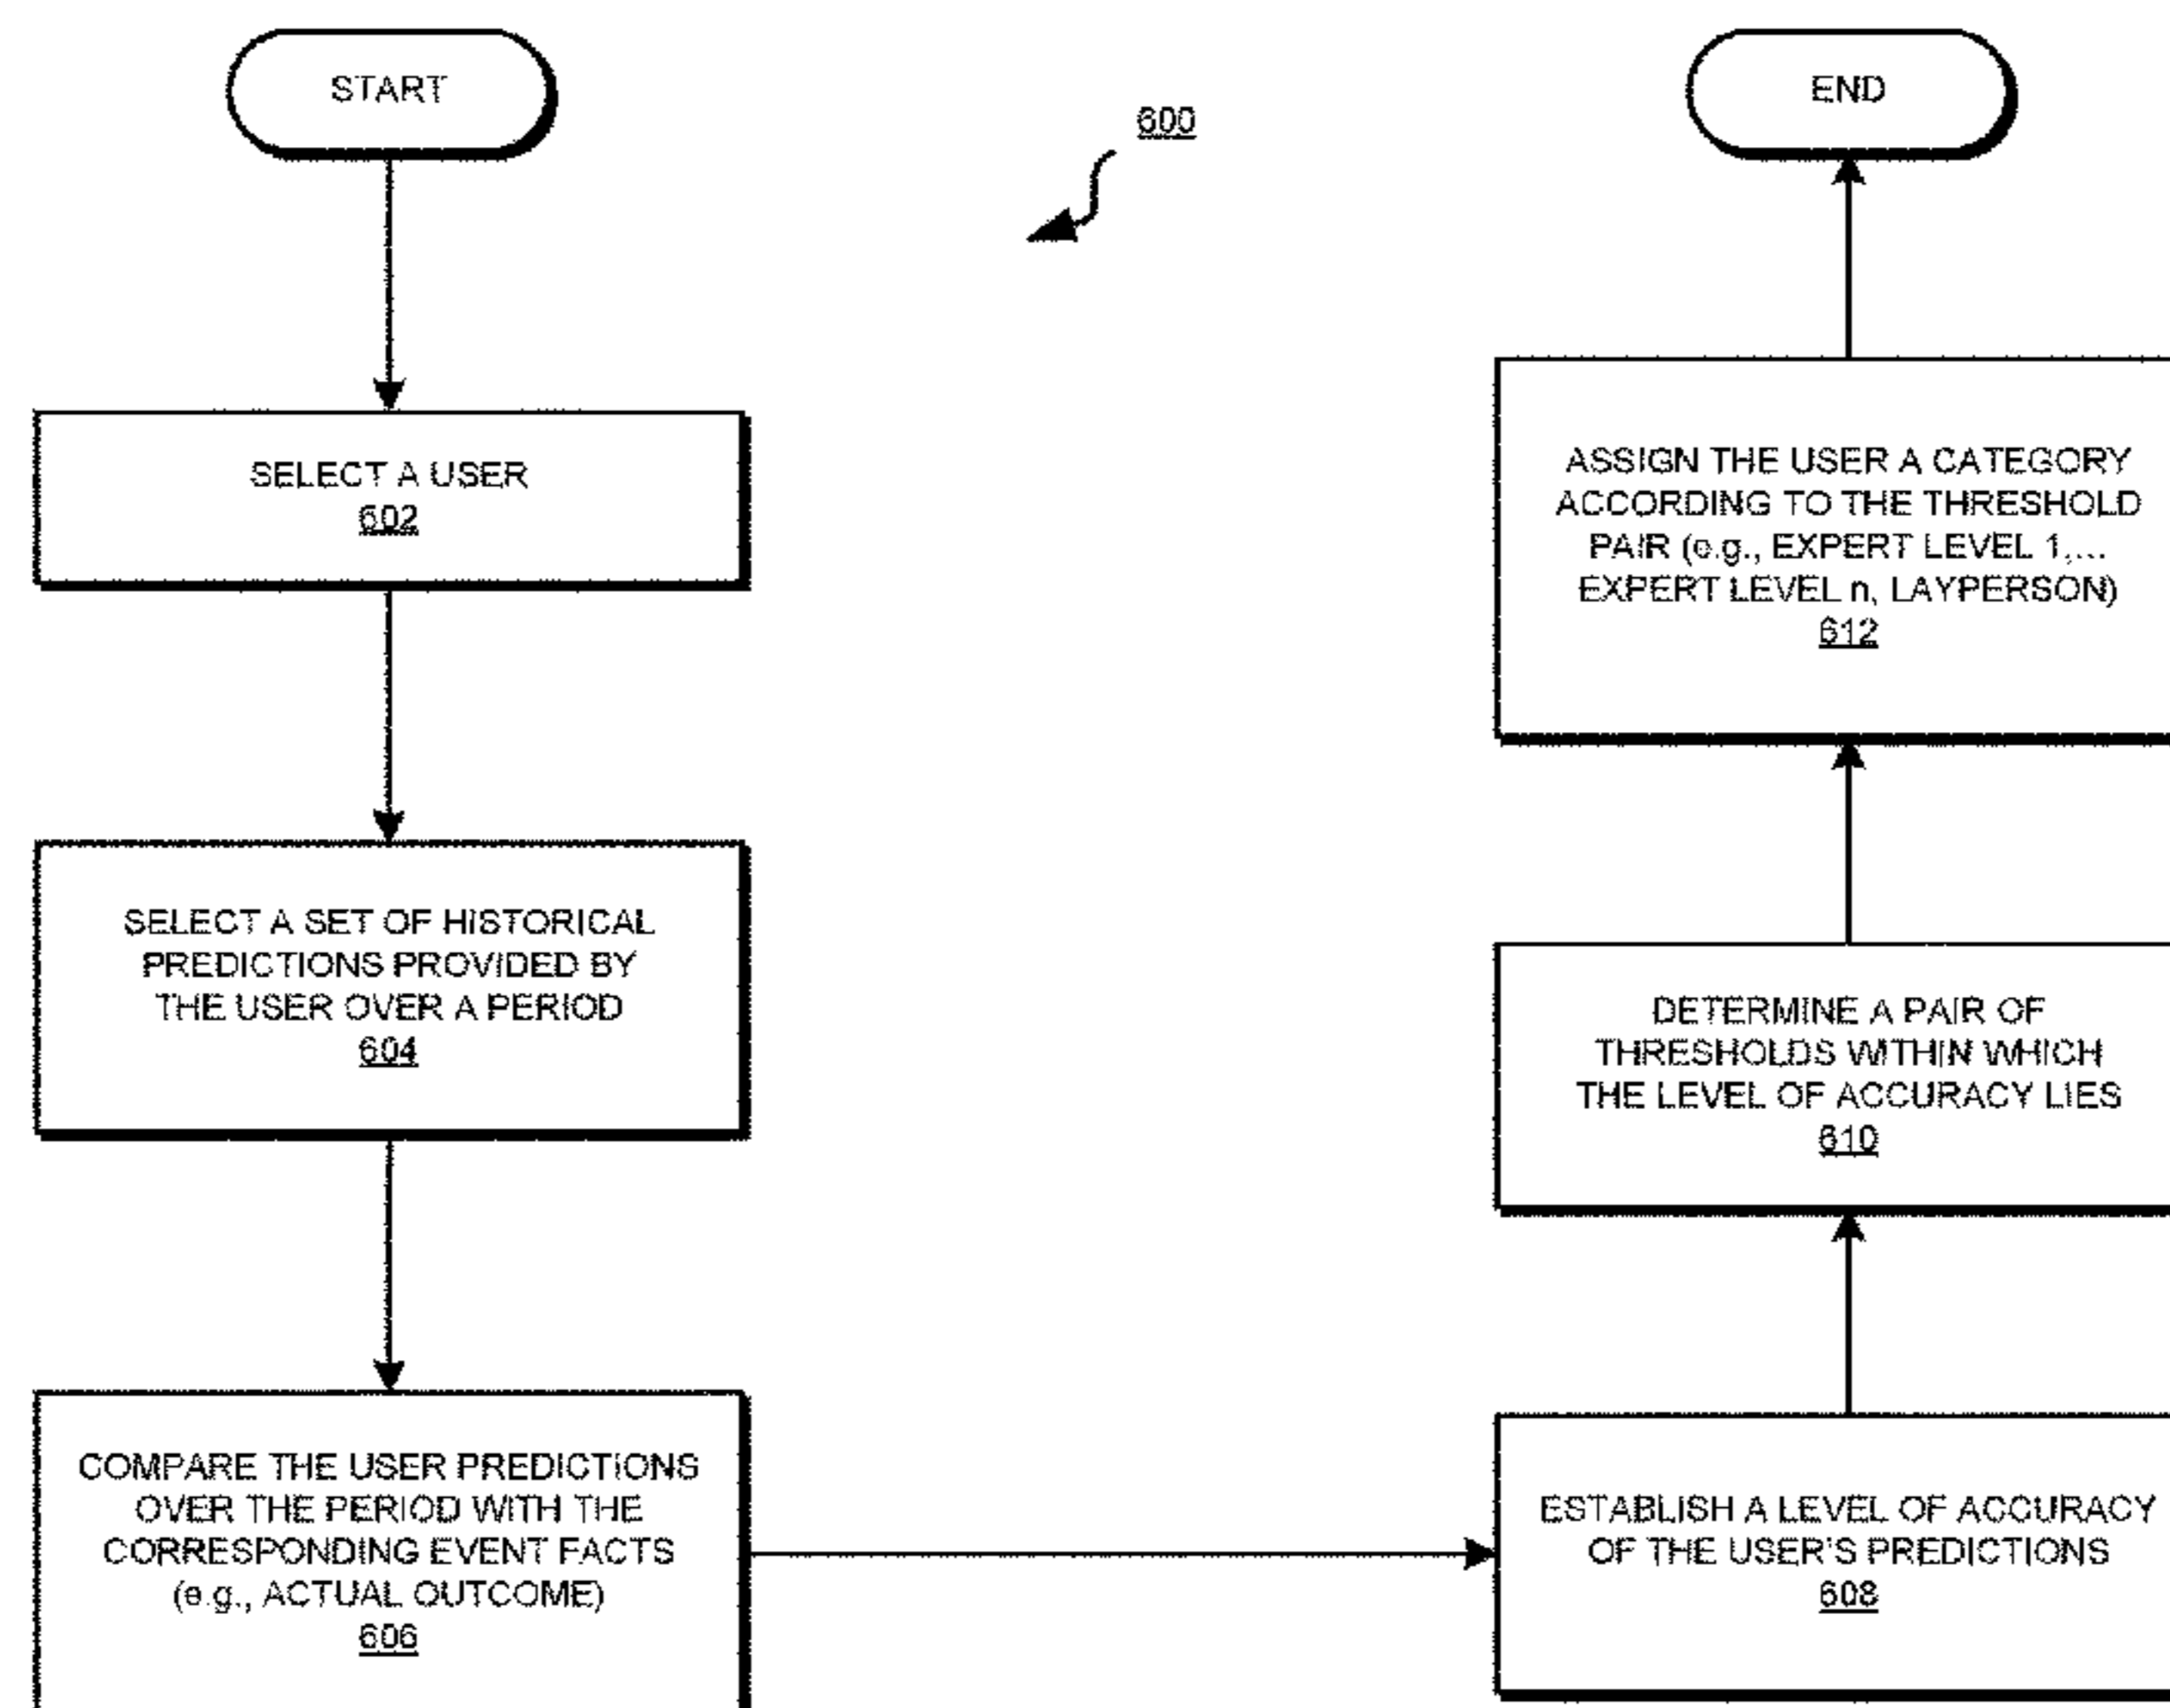 START
600
END
SELECT A USER
602
SELECT A SET OF HISTORICAL
PREDICTIONS PROVIDED BY
THE USER OVER A PERIOD
604
COMPARE THE USER PREDICTIONS
OVER THE PERIOD WITH THE
CORRESPONDING EVENT FACTS
(e.g., ACTUAL OUTCOME)
606
ESTABLISH A LEVEL OF ACCURACY
OF THE USER'S PREDICTIONS
608
DETERMINE A PAIR OF
THRESHOLDS WITHIN WHICH
THE LEVEL OF ACCURACY LIES
610
ASSIGN THE USER A CATEGORY
ACCORDING TO THE THRESHOLD
PAIR (e.g., EXPERT LEVEL 1,...
EXPERT LEVEL n, LAYPERSON)
612